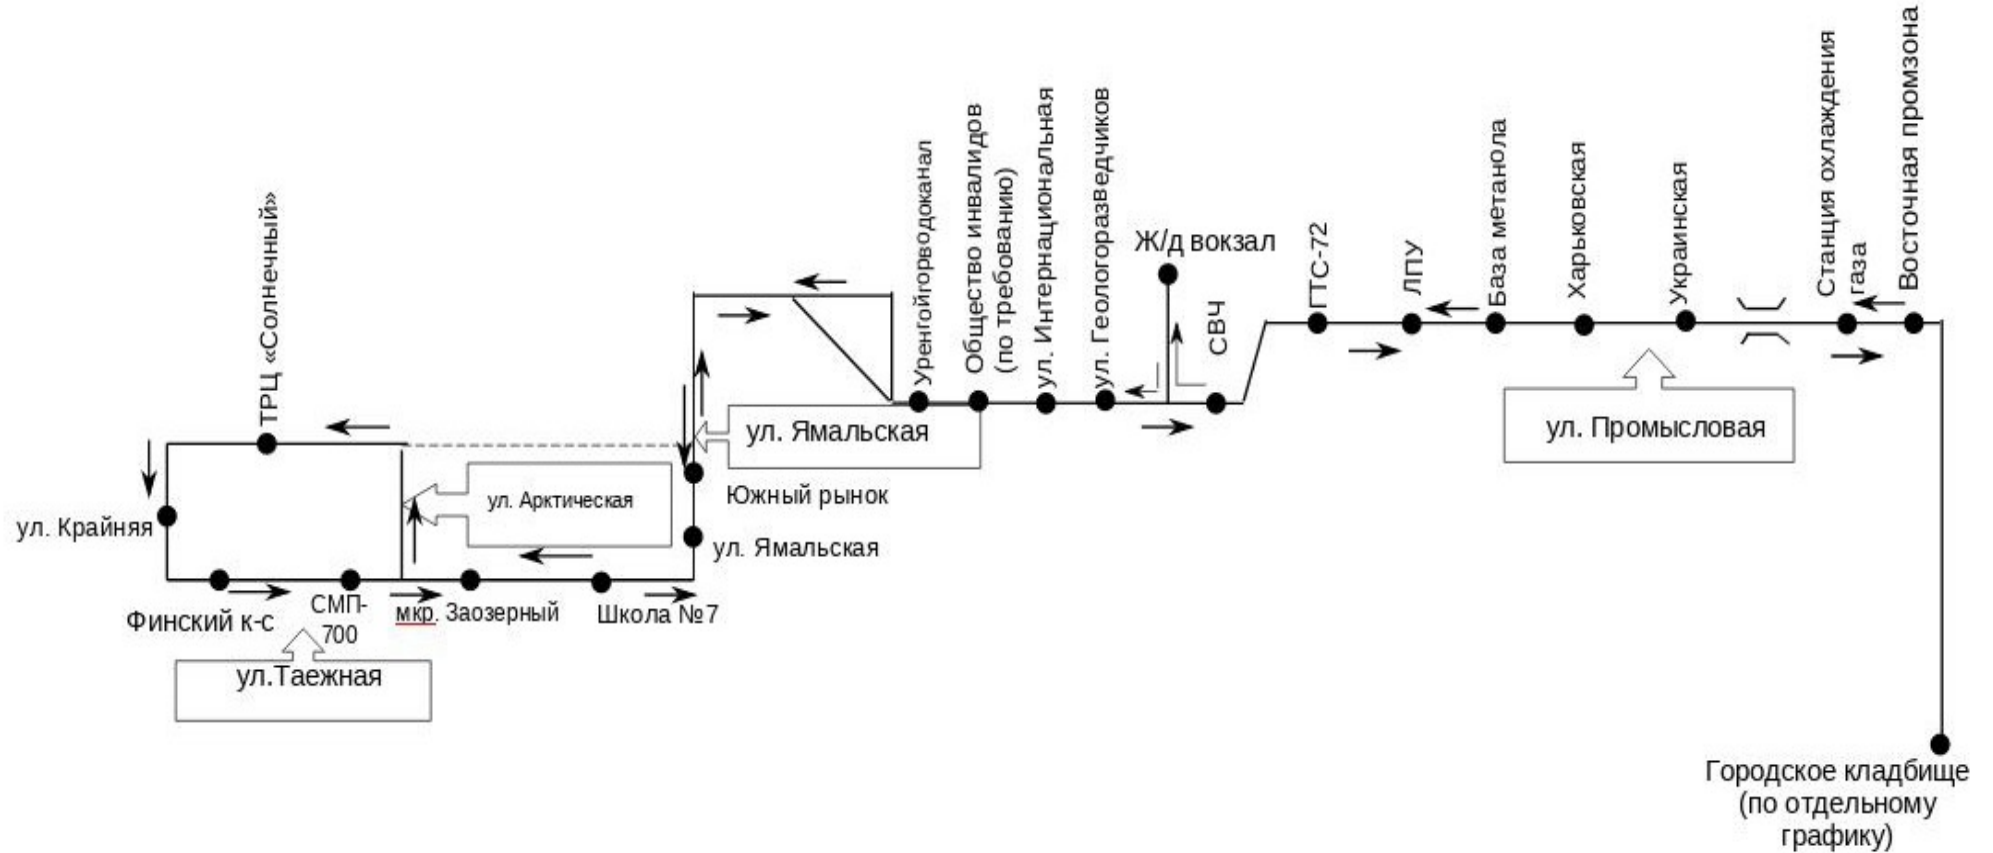 ТРЦ «Солнечный»
ул. Крайняя
Финский к-с
СМП-
700
ул.Таежная
мкр. Заозерный
Школа №7
ул. Арктическая
ул. Ямальская
Южный рынок
ул. Ямальская
Уренгойгорводоканал
Общество инвалидов
(по требованию)
ул. Интернациональная
ул. Геологоразведчиков
Ж/д вокзал
СВЧ
ГТС-72
ЛПУ
База метанола
Харьковская
Украинская
ул. Промысловая
Станция охлаждения
газа
Восточная промзона
Городское кладбище
(по отдельному
графику)